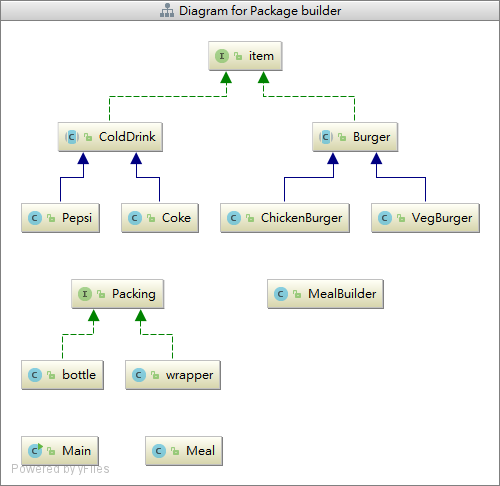 Diagram for Package builder
I item
C ColdDrink
C Burger
C Pepsi
C Coke
C ChickenBurger
C VegBurger
I Packing
C MealBuilder
C bottle
C wrapper
C Main
C Meal
Powered by yFiles